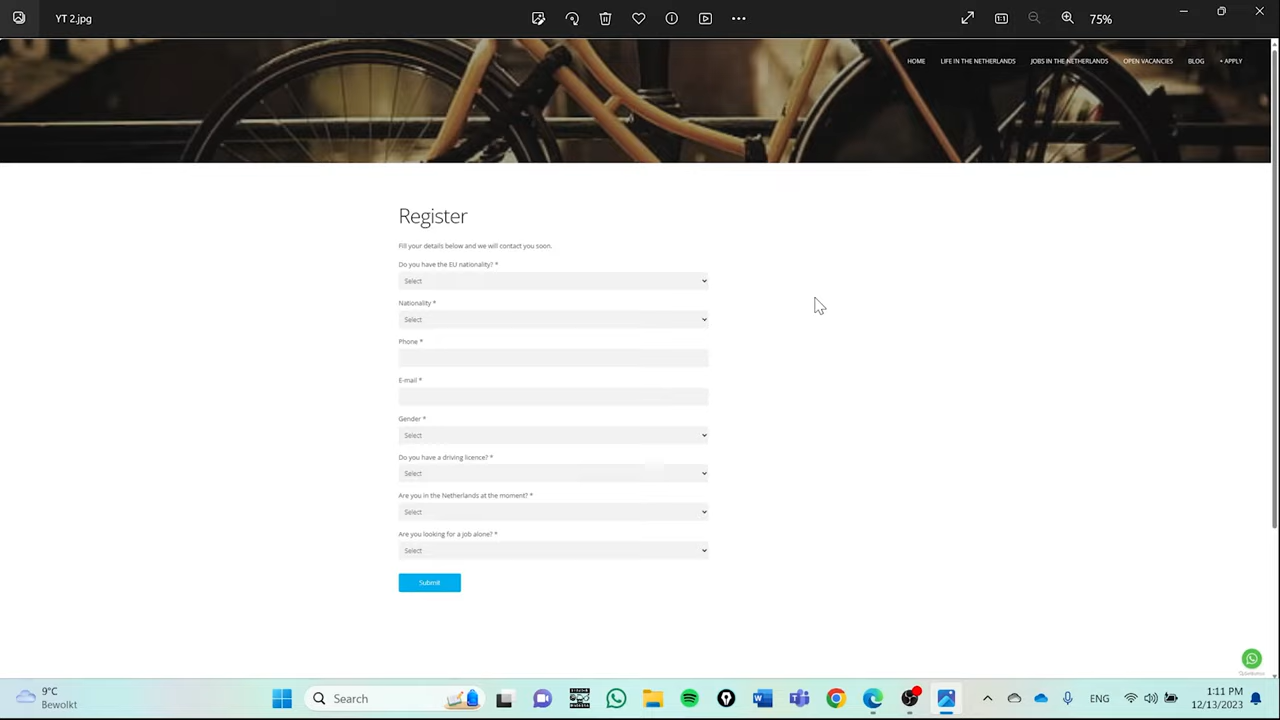 YT 2.jpg
75%
HOME LIFE IN THE NETHERLANDS JOBS IN THE NETHERLANDS OPEN VACANCIES BLOG + APPLY
Register
Fill your details below and we will contact you soon.
Do you have the EU nationality? *
Select
Nationality *
Select
Phone *
E-mail *
Gender *
Select
Do you have a driving licence? *
Select
Are you in the Netherlands at the moment? *
Select
Are you looking for a job alone? *
Select
Submit
9°C
Bewolkt
Search
ENG
12:11 PM
12/13/2023